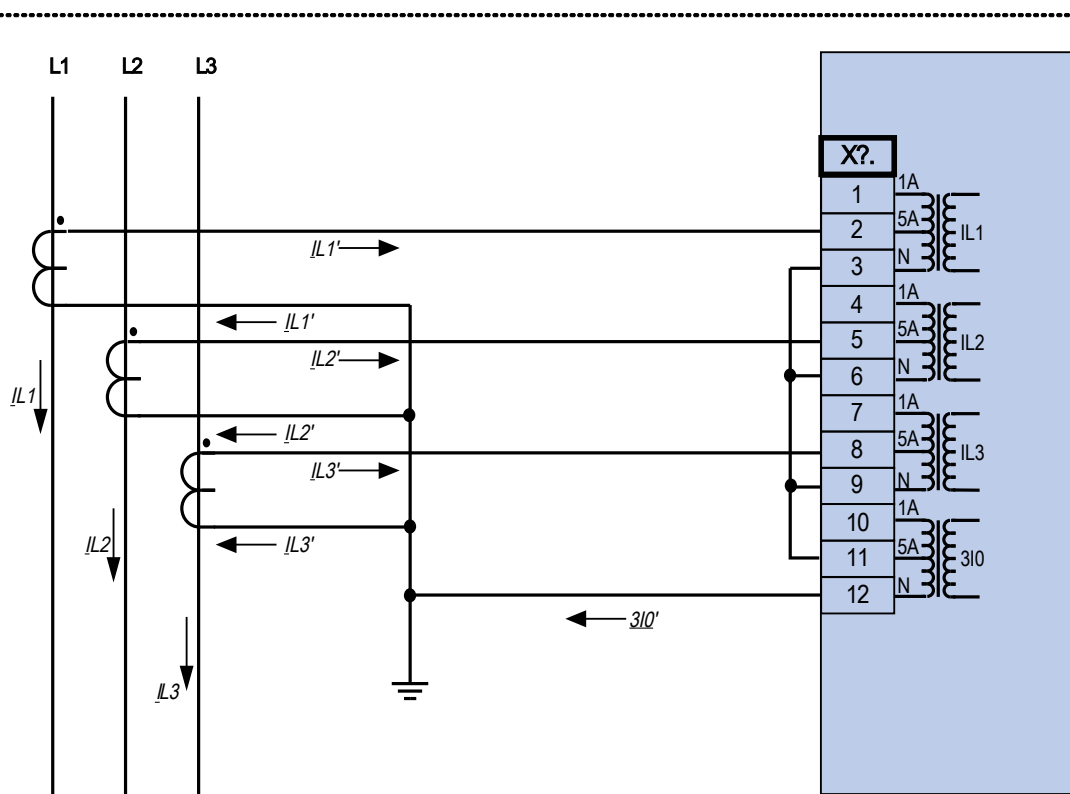 L1 L2 L3
X?.
1 1A
2 5A IL1
3 N
4 1A
5 5A IL2
6 N
7 1A
8 5A IL3
9 N
10 1A
11 5A 3I0
12 N
IL1'
IL1'
IL2'
IL1
IL2'
IL3'
IL2
IL3'
3I0'
IL3